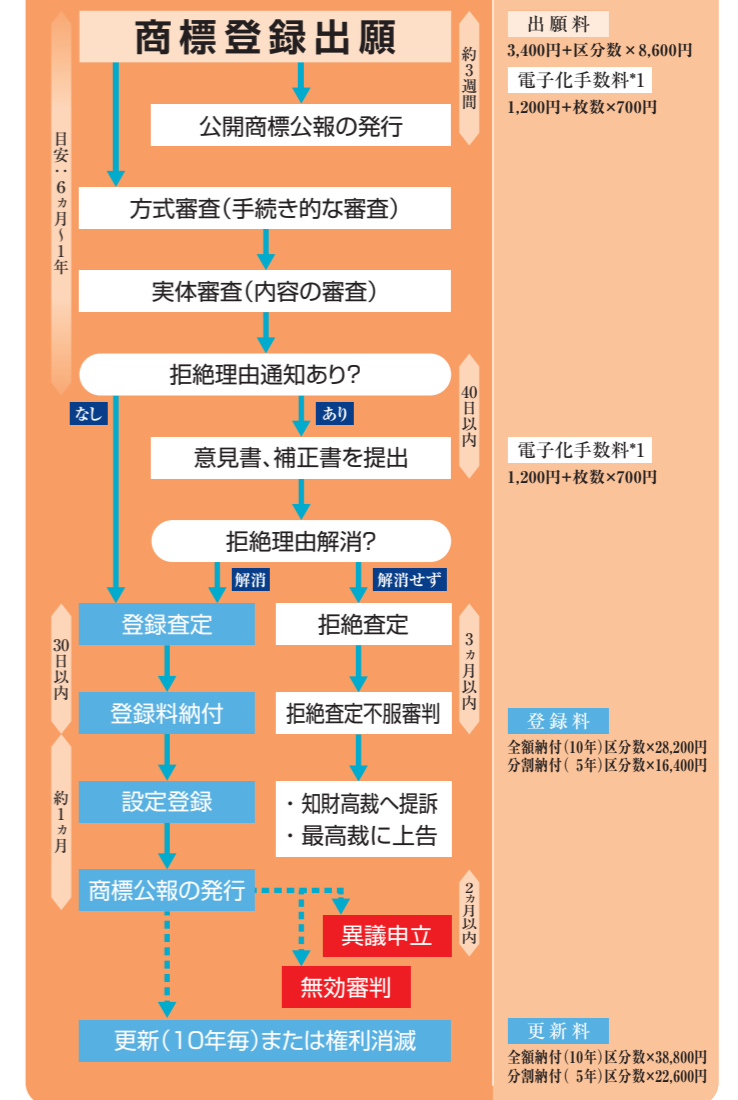 商標登録出願
約3週間
出願料
3,400円+区分数×8,600円
電子化手数料*1
1,200円+枚数×700円
公開商標公報の発行
目安:6ヵ月~1年
方式審査(手続き的な審査)
実体審査(内容の審査)
拒絶理由通知あり?
なし
あり
40日以内
意見書、補正書を提出
電子化手数料*1
1,200円+枚数×700円
拒絶理由解消?
解消
解消せず
30日以内
登録査定
拒絶査定
3ヵ月以内
登録料納付
拒絶査定不服審判
登録料
全額納付(10年)区分数×28,200円
分割納付( 5年)区分数×16,400円
約1ヵ月
設定登録
・知財高裁へ提訴
・最高裁に上告
商標公報の発行
2ヵ月以内
異議申立
無効審判
更新(10年毎)または権利消滅
更新料
全額納付(10年)区分数×38,800円
分割納付( 5年)区分数×22,600円